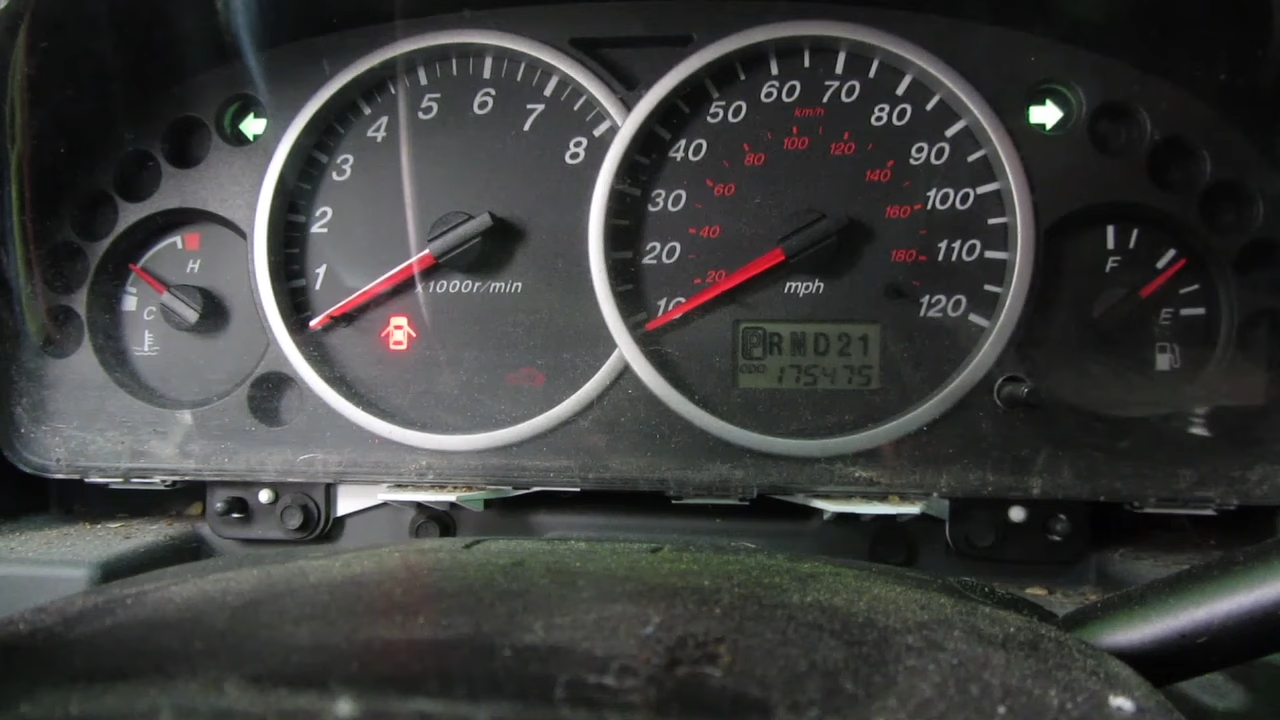 1 2 3 4 5 6 7 8
x1000r/min
10 20 30 40 50 60 70 80 90 100 110 120
km/h
20 40 60 80 100 120 140 160 180
mph
PRND21
ODO 175475
H
C
F
E